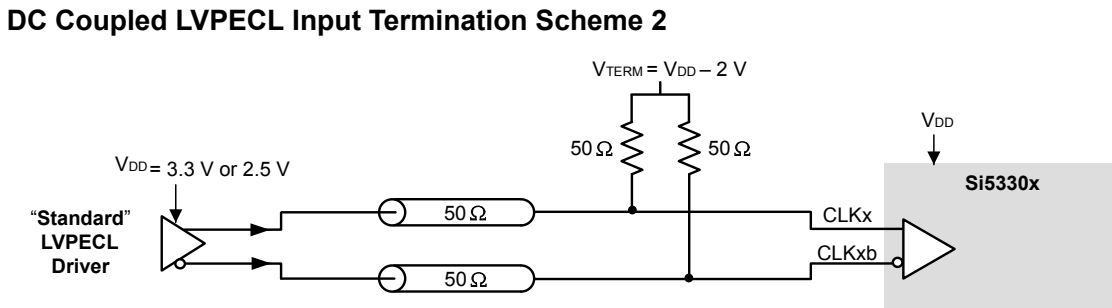 DC Coupled LVPECL Input Termination Scheme 2
VTERM = VDD – 2 V
50 Ω
50 Ω
VDD
VDD = 3.3 V or 2.5 V
Si5330x
“Standard”
LVPECL
Driver
50 Ω
CLKx
50 Ω
CLKxb